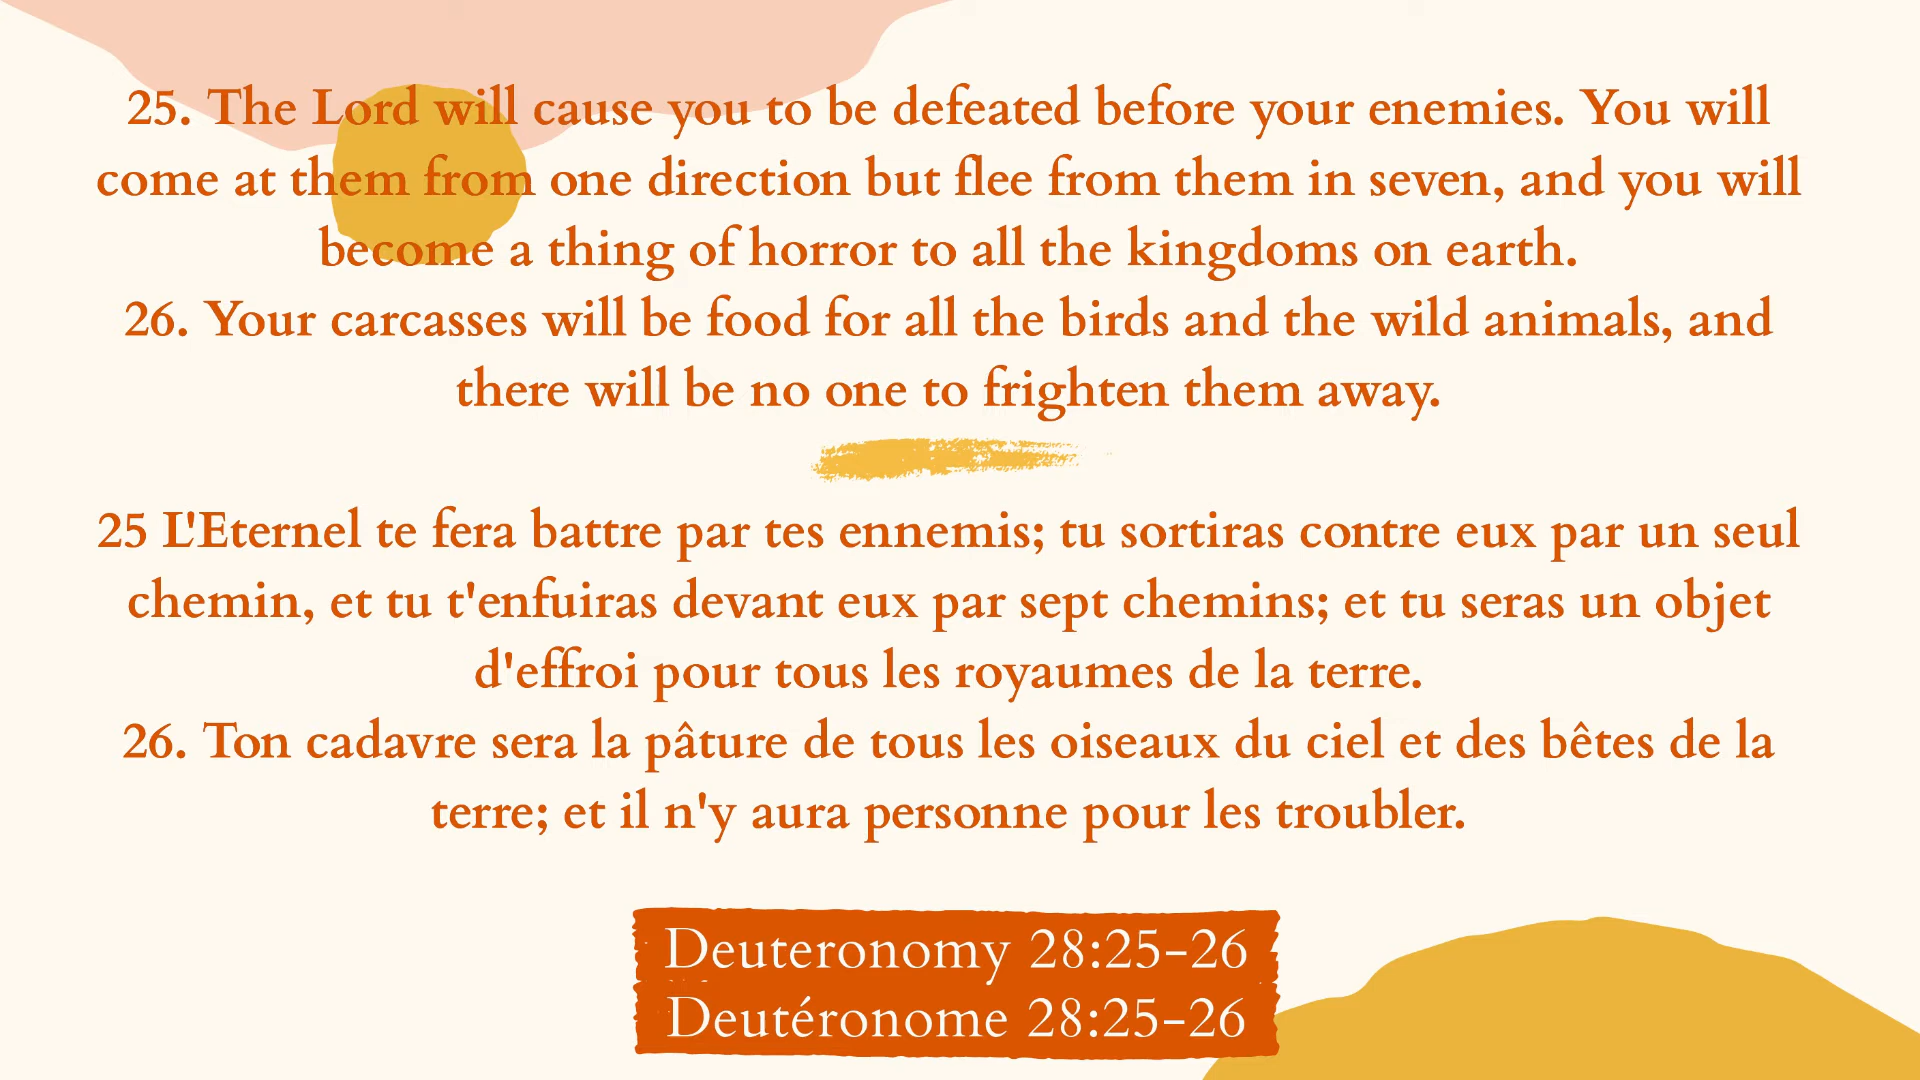 25. The Lord will cause you to be defeated before your enemies. You will
come at them from one direction but flee from them in seven, and you will
become a thing of horror to all the kingdoms on earth.
26. Your carcasses will be food for all the birds and the wild animals, and
there will be no one to frighten them away.
25 L'Eternel te fera battre par tes ennemis; tu sortiras contre eux par un seul
chemin, et tu t'enfuiras devant eux par sept chemins; et tu seras un objet
d'effroi pour tous les royaumes de la terre.
26. Ton cadavre sera la pâture de tous les oiseaux du ciel et des bêtes de la
terre; et il n'y aura personne pour les troubler.
Deuteronomy 28:25-26
Deutéronome 28:25-26